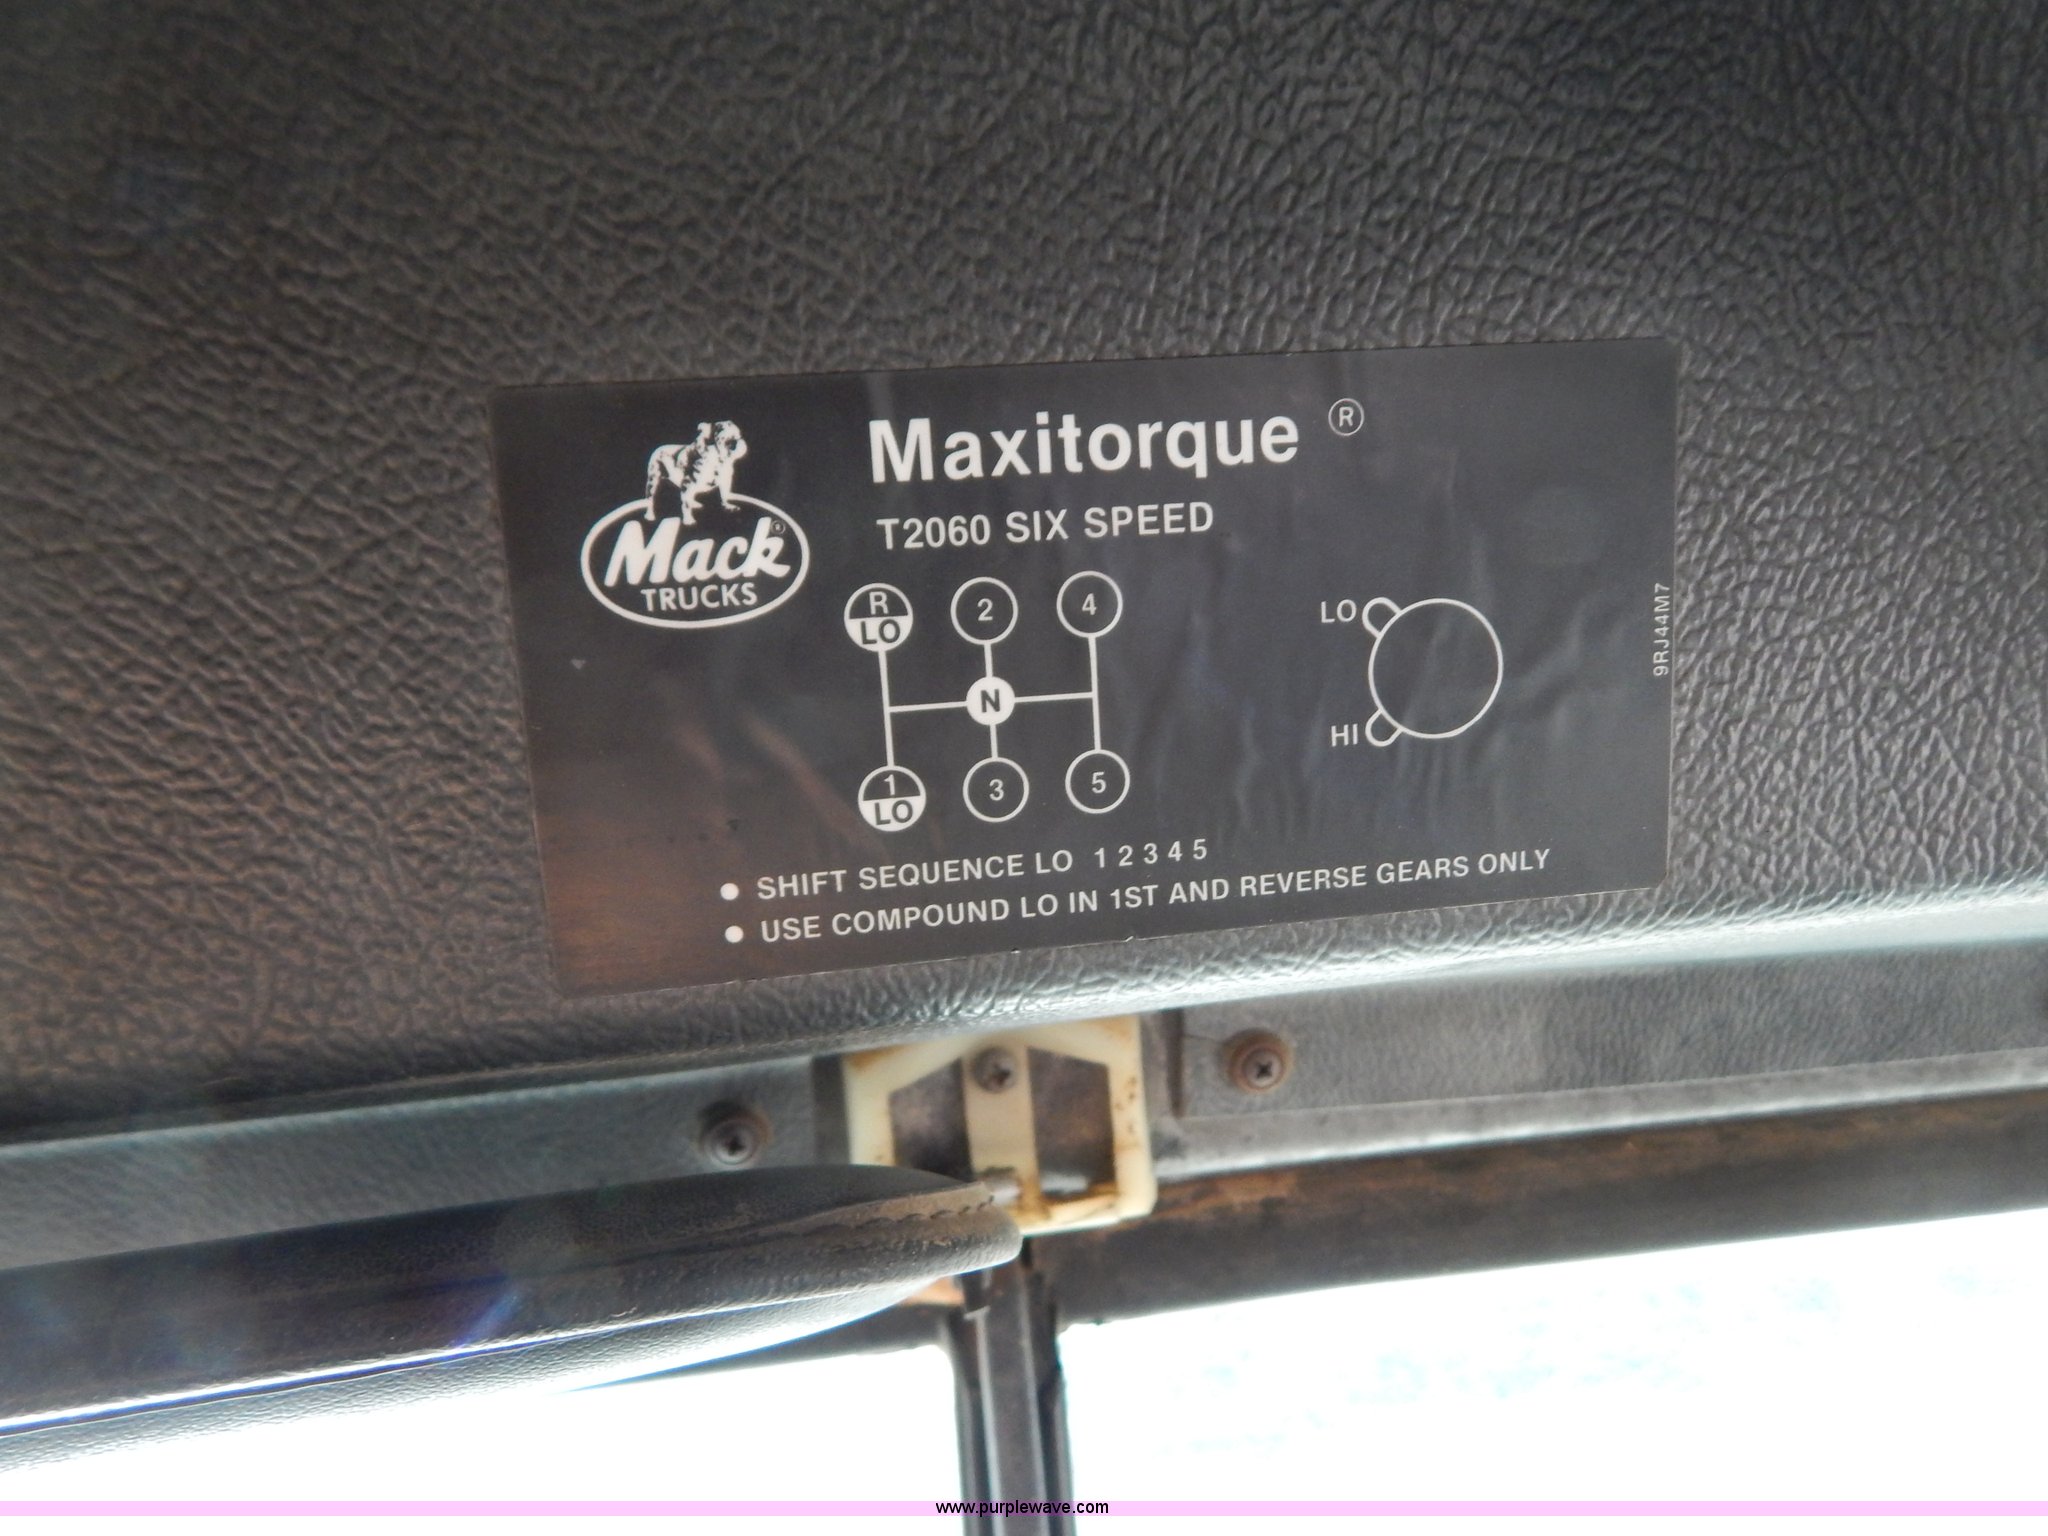 Maxitorque ®
T2060 SIX SPEED
Mack ®
TRUCKS
R 2 4
LO
N
1 3 5
LO
LO
HI
9RJ44M7
● SHIFT SEQUENCE LO 1 2 3 4 5
● USE COMPOUND LO IN 1ST AND REVERSE GEARS ONLY
www.purplewave.com